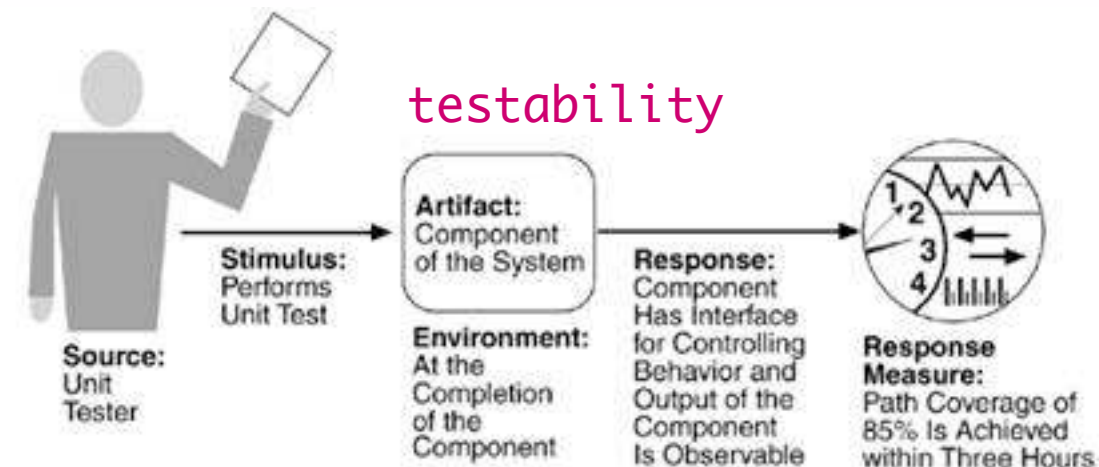 testability
Source:
Unit
Tester
Stimulus:
Performs
Unit Test
Artifact:
Component
of the System
Environment:
At the
Completion
of the
Component
Response:
Component
Has Interface
for Controlling
Behavior and
Output of the
Component
Is Observable
1
2
3
4
Response
Measure:
Path Coverage of
85% Is Achieved
within Three Hours